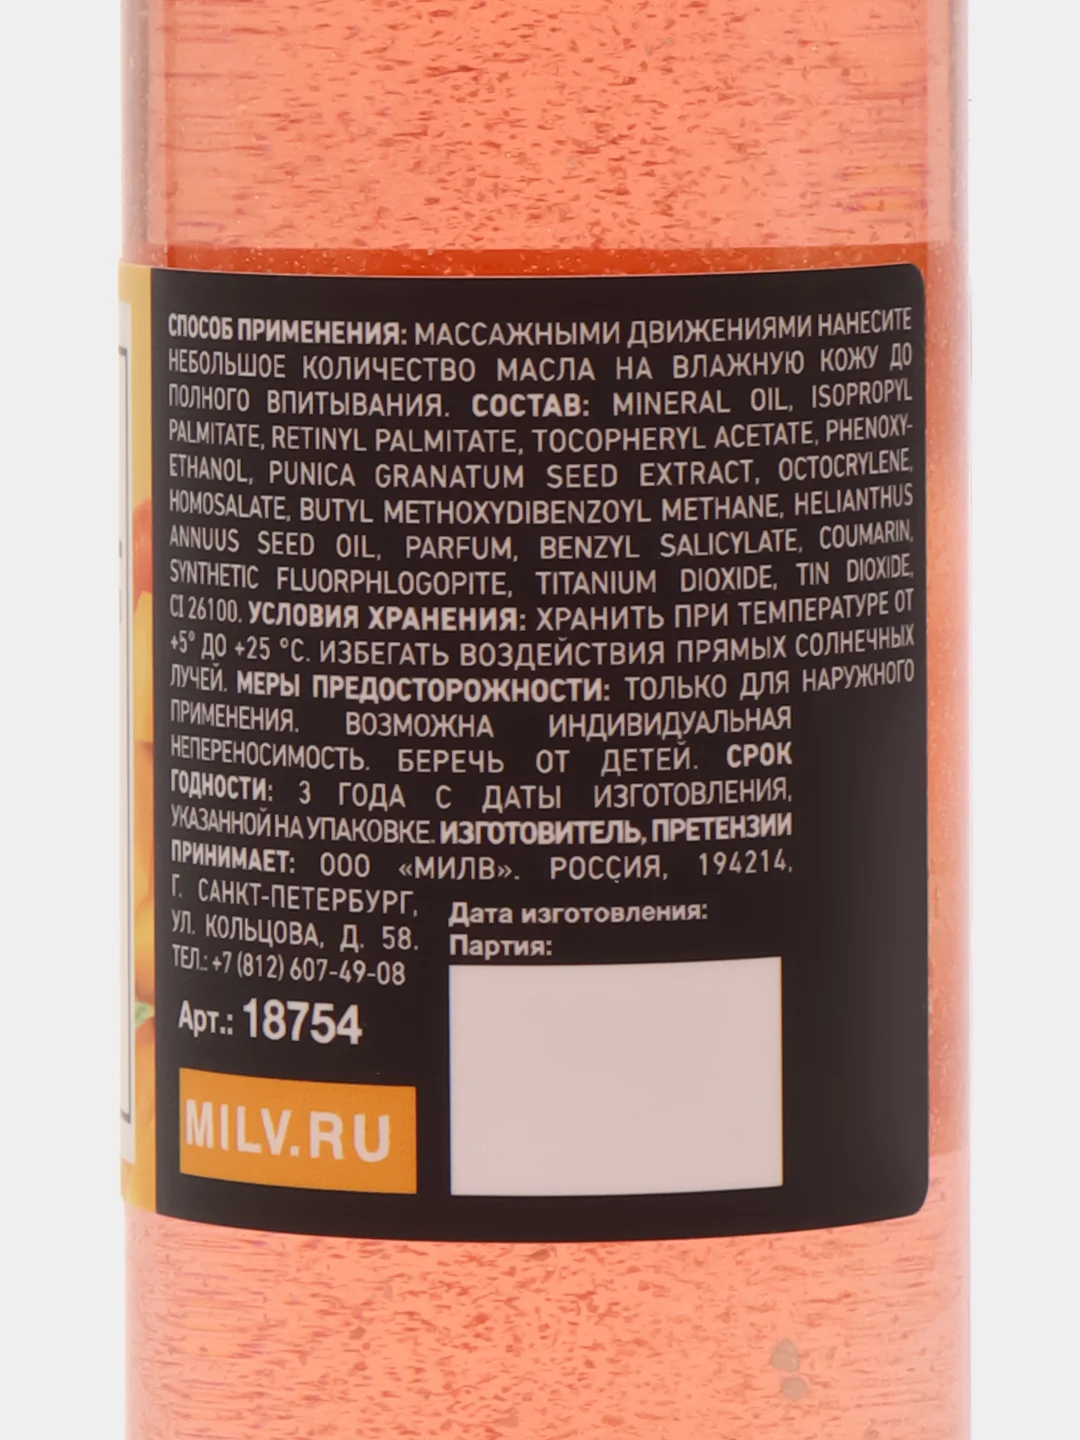 СПОСОБ ПРИМЕНЕНИЯ: МАССАЖНЫМИ ДВИЖЕНИЯМИ НАНЕСИТЕ
НЕБОЛЬШОЕ КОЛИЧЕСТВО МАСЛА НА ВЛАЖНУЮ КОЖУ ДО
ПОЛНОГО ВПИТЫВАНИЯ. СОСТАВ: MINERAL OIL, ISOPROPYL
PALMITATE, RETINYL PALMITATE, TOCOPHERYL ACETATE, PHENOXY-
ETHANOL, PUNICA GRANATUM SEED EXTRACT, OCTOCRYLENE,
HOMOSALATE, BUTYL METHOXYDIBENZOYL METHANE, HELIANTHUS
ANNUUS SEED OIL, PARFUM, BENZYL SALICYLATE, COUMARIN,
SYNTHETIC FLUORPHLOGOPITE, TITANIUM DIOXIDE, TIN DIOXIDE,
CI 26100. УСЛОВИЯ ХРАНЕНИЯ: ХРАНИТЬ ПРИ ТЕМПЕРАТУРЕ ОТ
+5° ДО +25 °С. ИЗБЕГАТЬ ВОЗДЕЙСТВИЯ ПРЯМЫХ СОЛНЕЧНЫХ
ЛУЧЕЙ. МЕРЫ ПРЕДОСТОРОЖНОСТИ: ТОЛЬКО ДЛЯ НАРУЖНОГО
ПРИМЕНЕНИЯ. ВОЗМОЖНА ИНДИВИДУАЛЬНАЯ
НЕПЕРЕНОСИМОСТЬ. БЕРЕЧЬ ОТ ДЕТЕЙ. СРОК
ГОДНОСТИ: 3 ГОДА С ДАТЫ ИЗГОТОВЛЕНИЯ,
УКАЗАННОЙ НА УПАКОВКЕ. ИЗГОТОВИТЕЛЬ, ПРЕТЕНЗИИ
ПРИНИМАЕТ: ООО «МИЛВ». РОССИЯ, 194214,
Г. САНКТ-ПЕТЕРБУРГ,
УЛ. КОЛЬЦОВА, Д. 58.
ТЕЛ.: +7 (812) 607-49-08
Дата изготовления:
Партия:
Арт.: 18754
MILV.RU